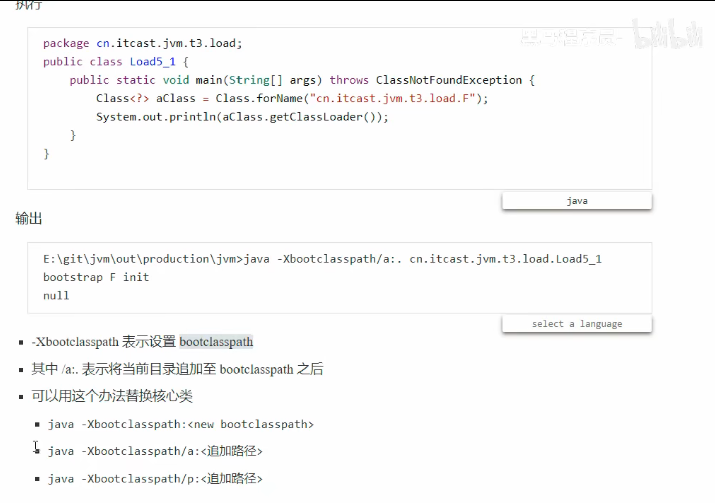 执行
package cn.itcast.jvm.t3.load;
public class Load5_1 {
    public static void main(String[] args) throws ClassNotFoundException {
        Class<?> aClass = Class.forName("cn.itcast.jvm.t3.load.F");
        System.out.println(aClass.getClassLoader());
    }
}
java
输出
E:\git\jvm\out\production\jvm>java -Xbootclasspath/a:. cn.itcast.jvm.t3.load.Load5_1
bootstrap F init
null
select a language
-Xbootclasspath 表示设置 bootclasspath
其中 /a:. 表示将当前目录追加至 bootclasspath 之后
可以用这个办法替换核心类
java -Xbootclasspath:<new bootclasspath>
java -Xbootclasspath/a:<追加路径>
java -Xbootclasspath/p:<追加路径>
bilibili